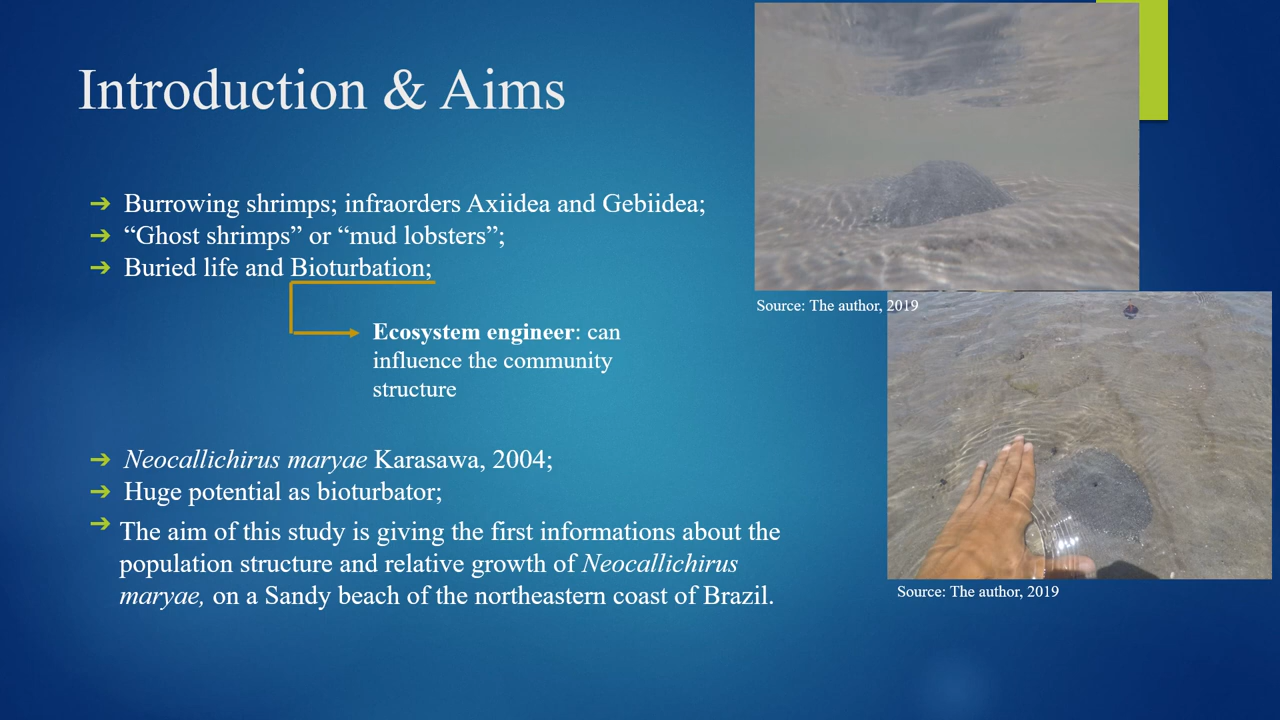 Introduction & Aims
➔ Burrowing shrimps; infraorders Axiidea and Gebiidea;
➔ “Ghost shrimps” or “mud lobsters”;
➔ Buried life and Bioturbation;
Ecosystem engineer: can
influence the community
structure
➔ Neocallichirus maryae Karasawa, 2004;
➔ Huge potential as bioturbator;
➔ The aim of this study is giving the first informations about the
population structure and relative growth of Neocallichirus
maryae, on a Sandy beach of the northeastern coast of Brazil.
Source: The author, 2019
Source: The author, 2019